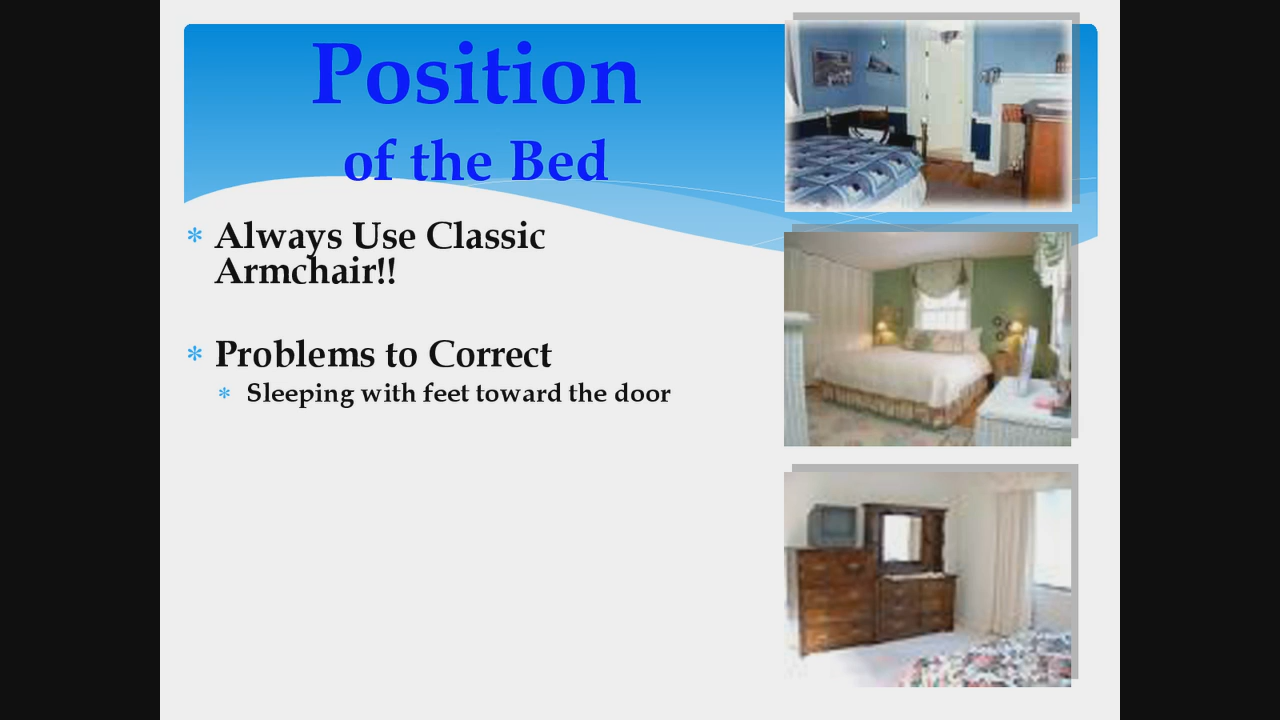 Position
of the Bed
* Always Use Classic
Armchair!!
* Problems to Correct
* Sleeping with feet toward the door